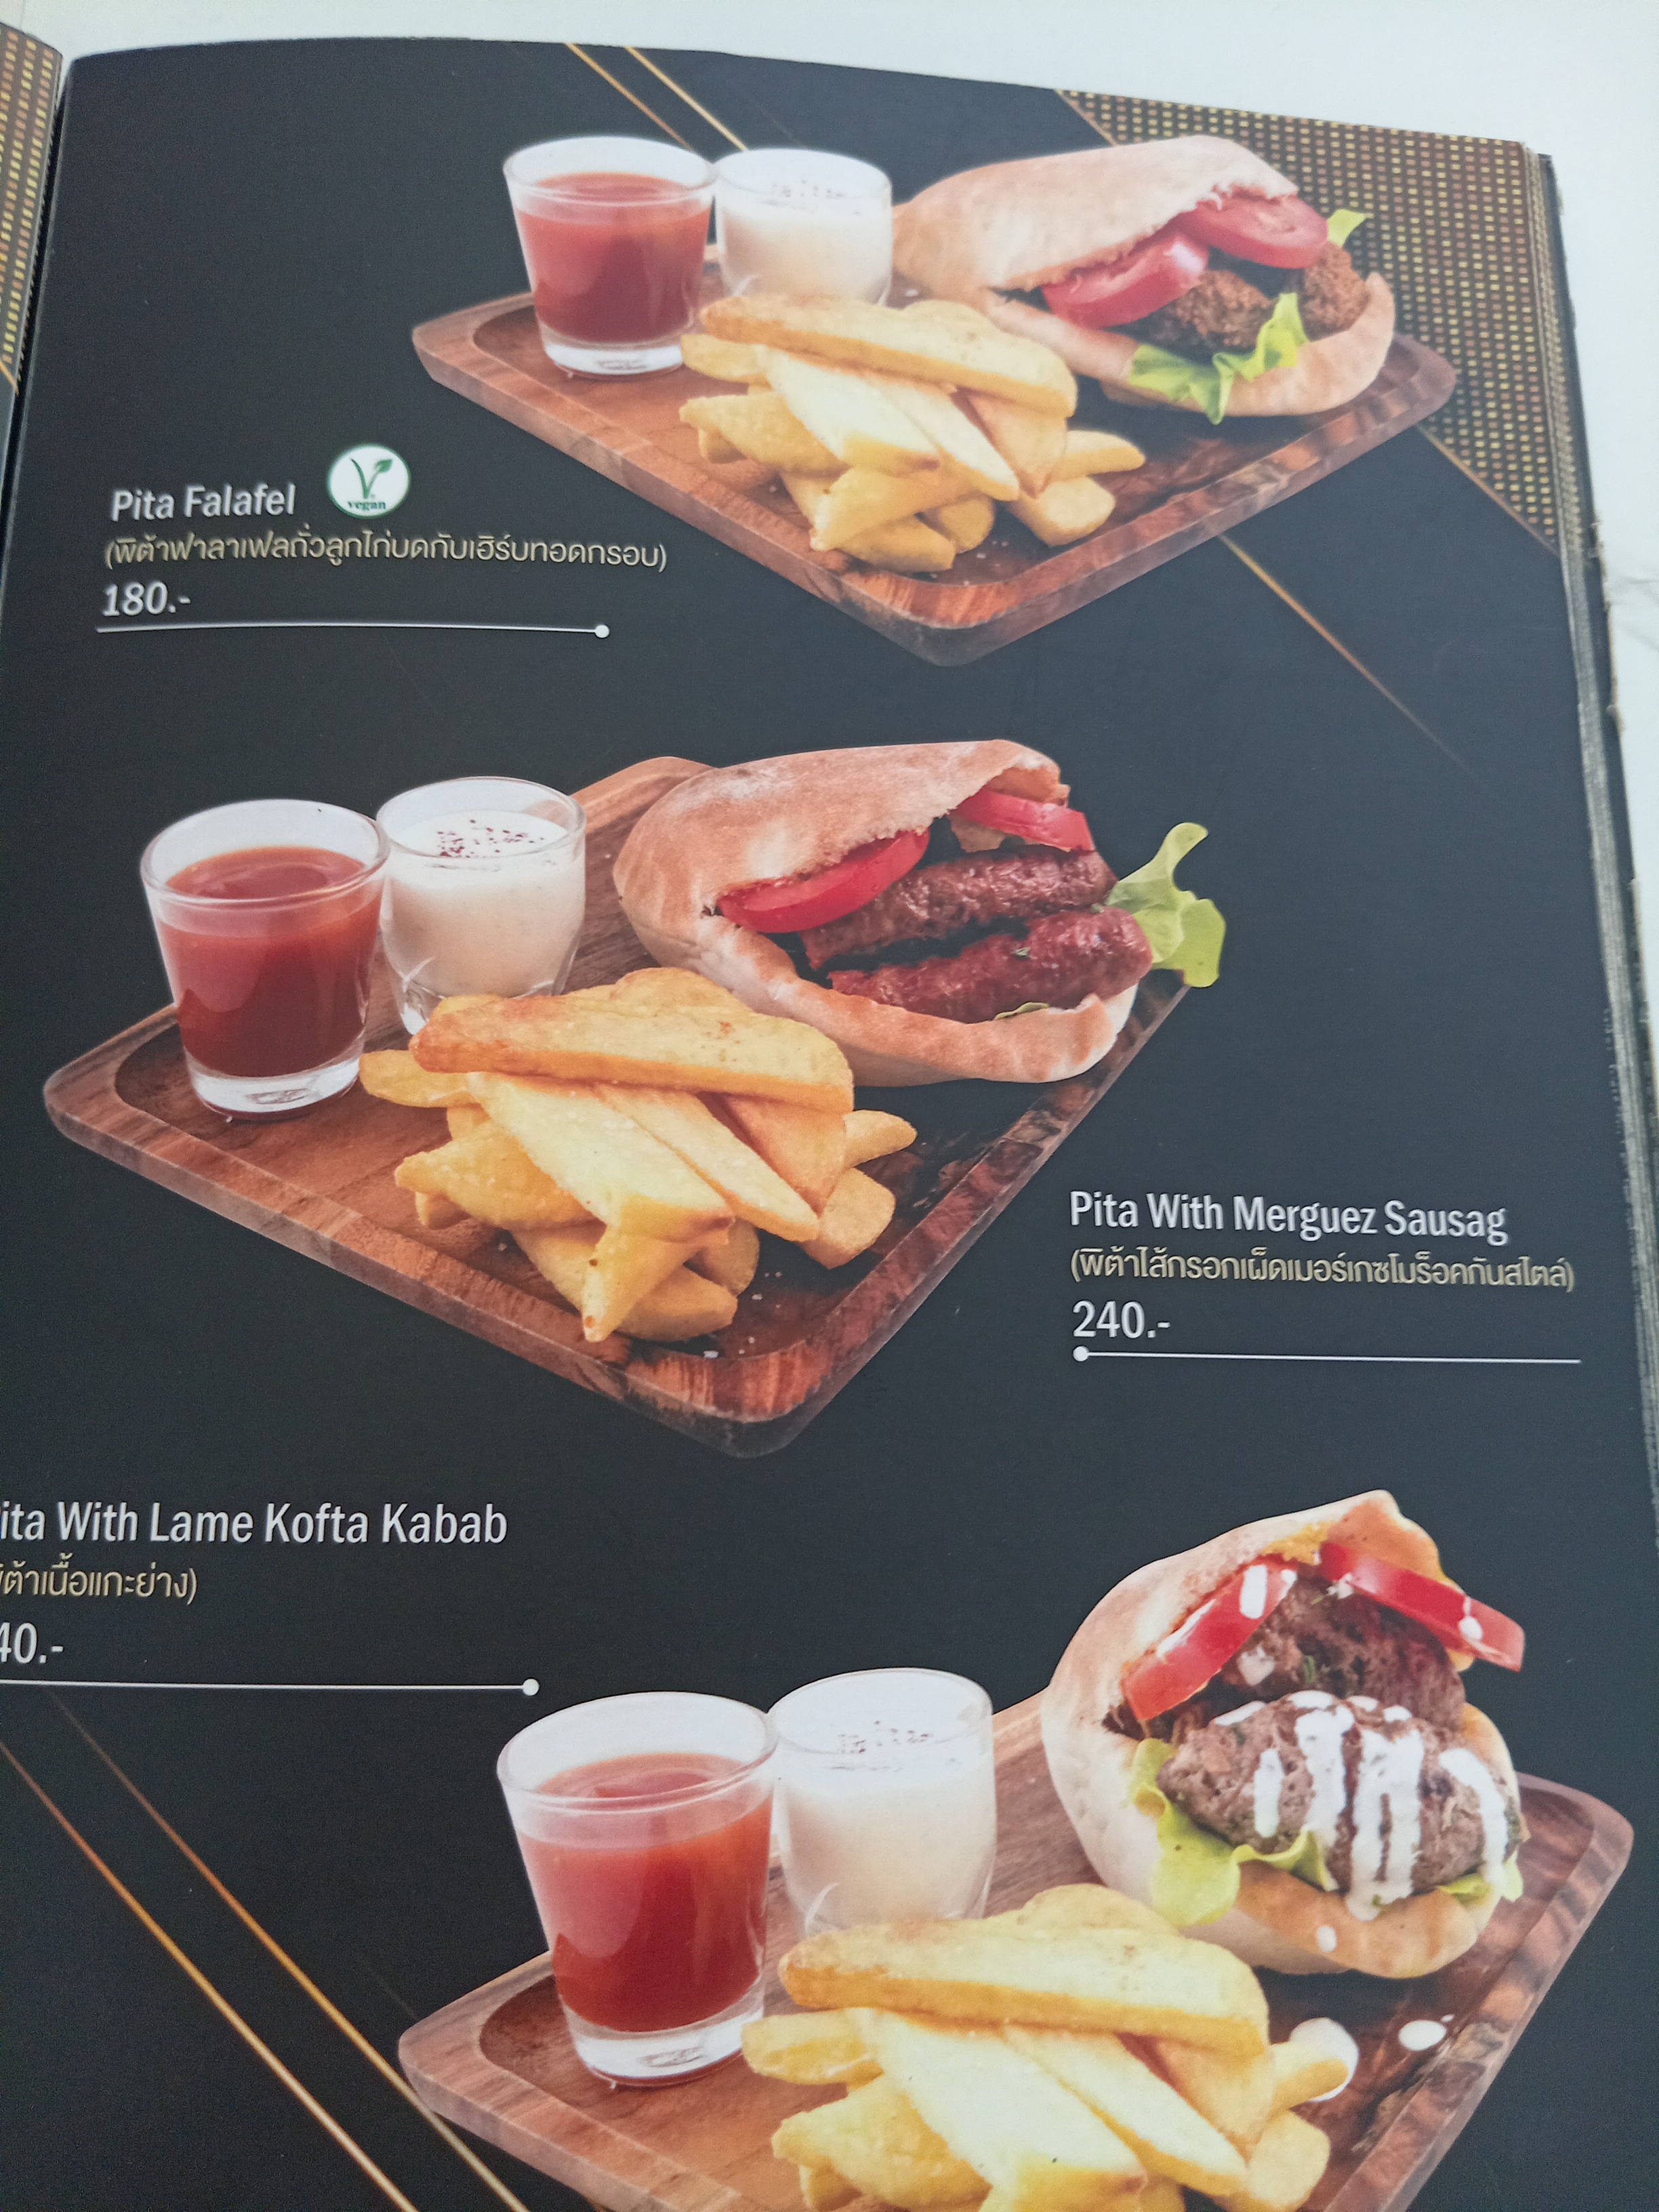 Pita Falafel
vegan
(พิต้าฟาลาเฟลถั่วลูกไก่บดกับเฮิร์บทอดกรอบ)
180.-
Pita With Merguez Sausag
(พิต้าไส้กรอกเผ็ดเมอร์เกซโมร็อคกันสไตล์)
240.-
ita With Lame Kofta Kabab
ิต้าเนื้อแกะย่าง)
40.-